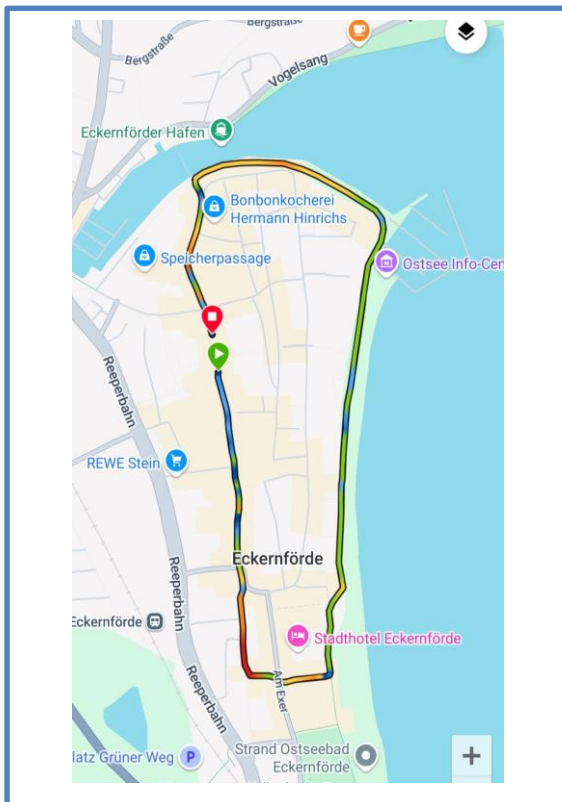 Bergstraße
Bergstraße
Vogelsang
Eckernförder Hafen
Bonbonkocherei
Hermann Hinrichs
Speicherpassage
Ostsee Info-Cen
Reeperbahn
REWE Stein
Eckernförde
Reeperbahn
Eckernförde
Stadthotel Eckernförde
Am Exer
Reeperbahn
latz Grüner Weg P
Strand Ostseebad
Eckernförde
+